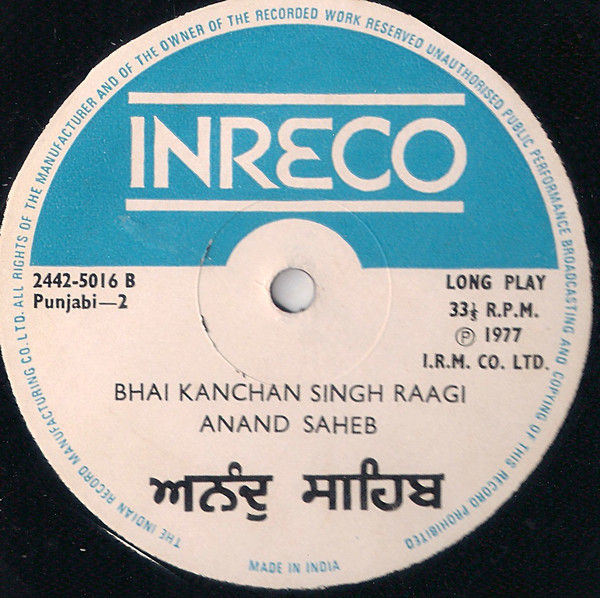 THE INDIAN RECORD MANUFACTURING CO. LTD. ALL RIGHTS OF THE MANUFACTURER AND OF THE OWNER OF THE RECORDED WORK RESERVED UNAUTHORISED PUBLIC PERFORMANCE BROADCASTING AND COPYING OF THIS RECORD PROHIBITED
INRECO
2442-5016 B
Punjabi—2
LONG PLAY
33⅓ R.P.M.
℗ 1977
I.R.M. CO. LTD.
BHAI KANCHAN SINGH RAAGI
ANAND SAHEB
ਅਨੰਦੁ ਸਾਹਿਬ
MADE IN INDIA